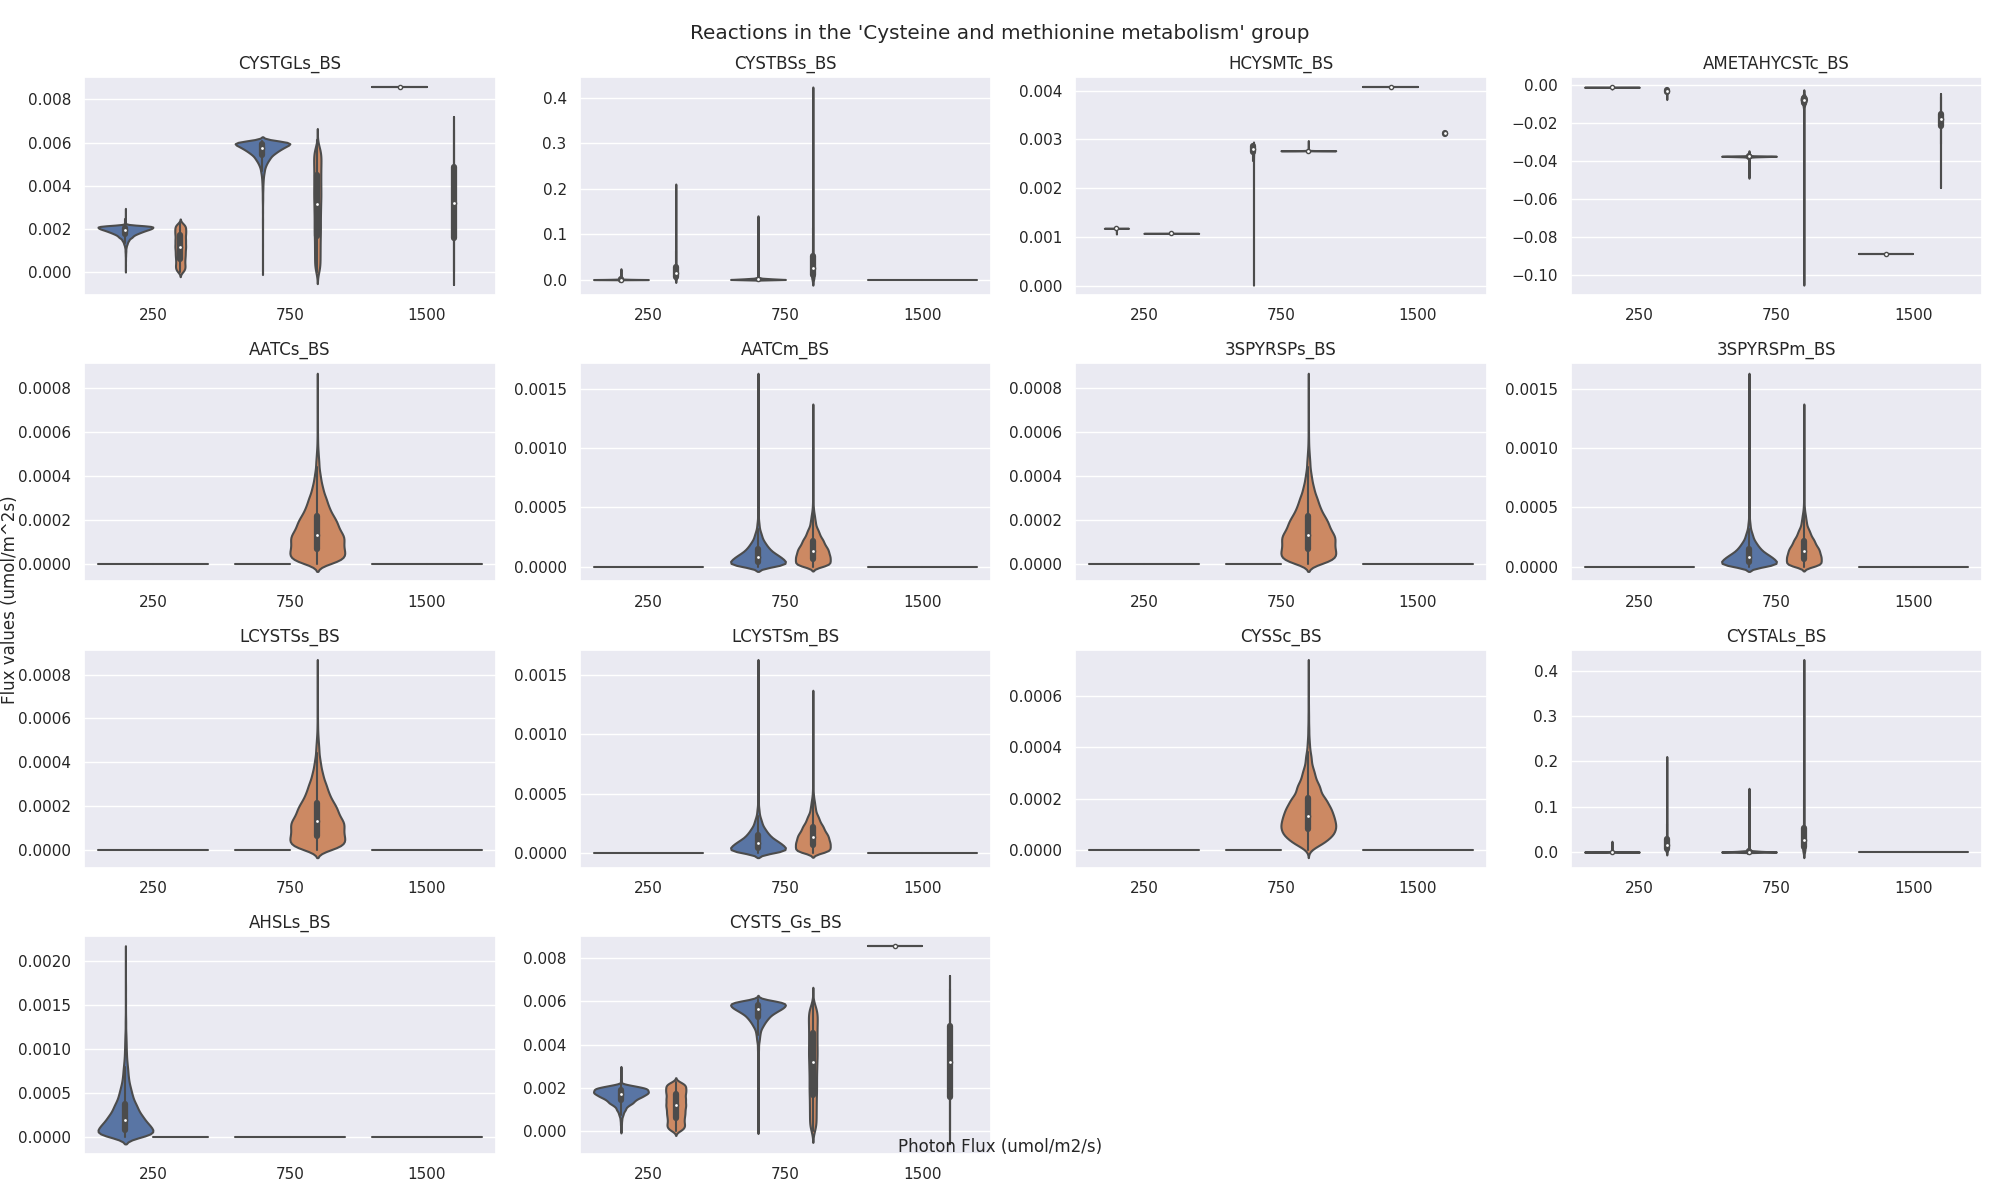 Reactions in the 'Cysteine and methionine metabolism' group
CYSTGLs_BS
0.008
0.006
0.004
0.002
0.000
250 750 1500
CYSTBSs_BS
0.4
0.3
0.2
0.1
0.0
250 750 1500
HCYSMTc_BS
0.004
0.003
0.002
0.001
0.000
250 750 1500
AMETAHYCSTc_BS
0.00
−0.02
−0.04
−0.06
−0.08
−0.10
250 750 1500
AATCs_BS
0.0008
0.0006
0.0004
0.0002
0.0000
250 750 1500
AATCm_BS
0.0015
0.0010
0.0005
0.0000
250 750 1500
3SPYRSPs_BS
0.0008
0.0006
0.0004
0.0002
0.0000
250 750 1500
3SPYRSPm_BS
0.0015
0.0010
0.0005
0.0000
250 750 1500
Flux values (umol/m^2s)
LCYSTSs_BS
0.0008
0.0006
0.0004
0.0002
0.0000
250 750 1500
LCYSTSm_BS
0.0015
0.0010
0.0005
0.0000
250 750 1500
CYSSc_BS
0.0006
0.0004
0.0002
0.0000
250 750 1500
CYSTALs_BS
0.4
0.3
0.2
0.1
0.0
250 750 1500
AHSLs_BS
0.0020
0.0015
0.0010
0.0005
0.0000
250 750 1500
CYSTS_Gs_BS
0.008
0.006
0.004
0.002
0.000
250 750 1500
Photon Flux (umol/m2/s)